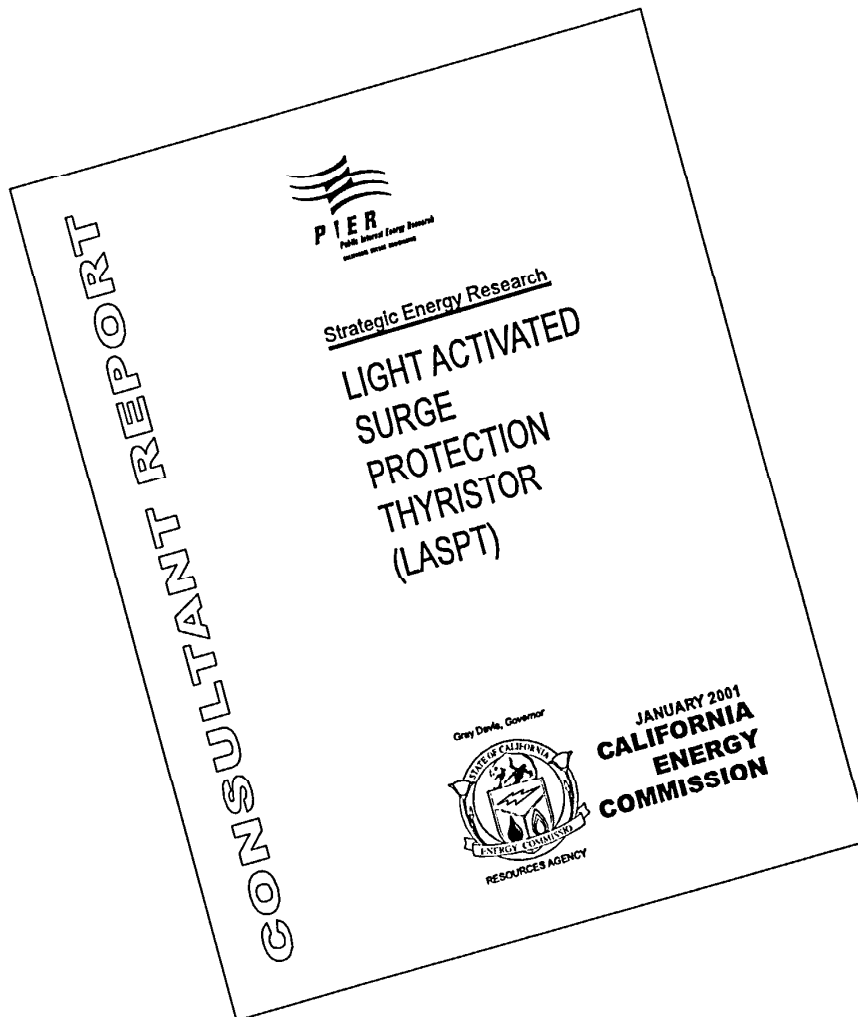 CONSULTANT REPORT
PIER
Public Interest Energy Research
Strategic Energy Research
LIGHT ACTIVATED
SURGE
PROTECTION
THYRISTOR
(LASPT)
Gray Davis, Governor
STATE OF CALIFORNIA
ENERGY COMMISSIO
RESOURCES AGENCY
JANUARY 2001
CALIFORNIA
ENERGY
COMMISSION